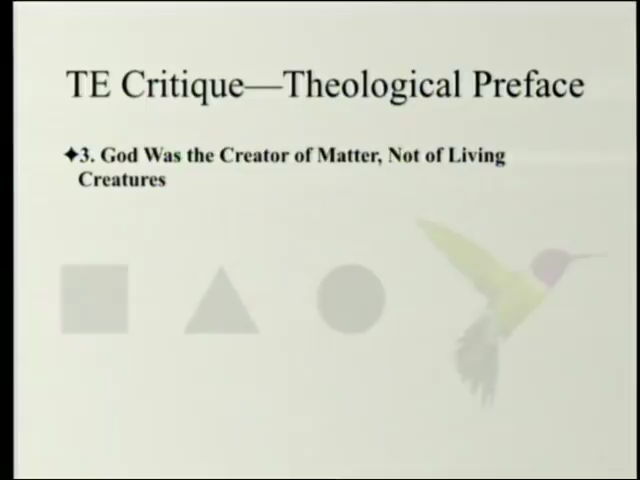 TE Critique—Theological Preface
✦3. God Was the Creator of Matter, Not of Living
Creatures